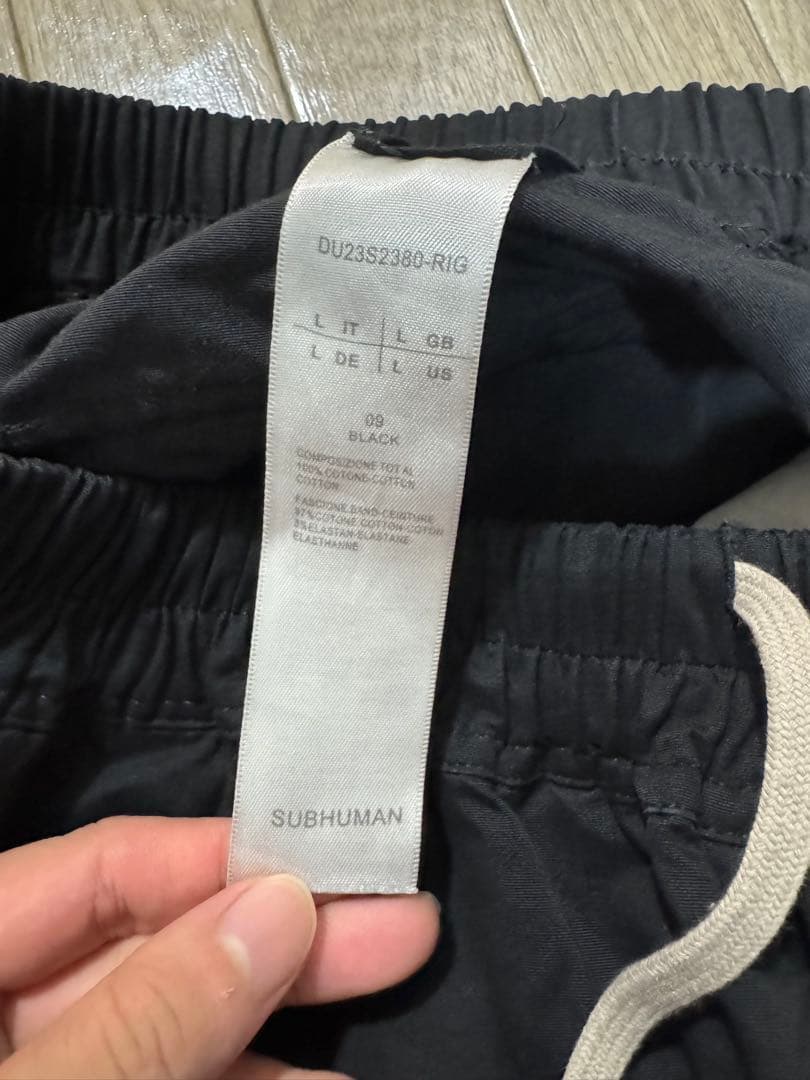 DU23S2380-RIG
L IT L GB
L DE L US
09
BLACK
COMPOSIZIONE TOTAL
100% COTONE-COTTON
COTTON
FASCIONE.BAND-CEINTURE
97%COTONE COTTON-COTON
3%ELASTAN-ELASTANE
ELASTHANNE
SUBHUMAN